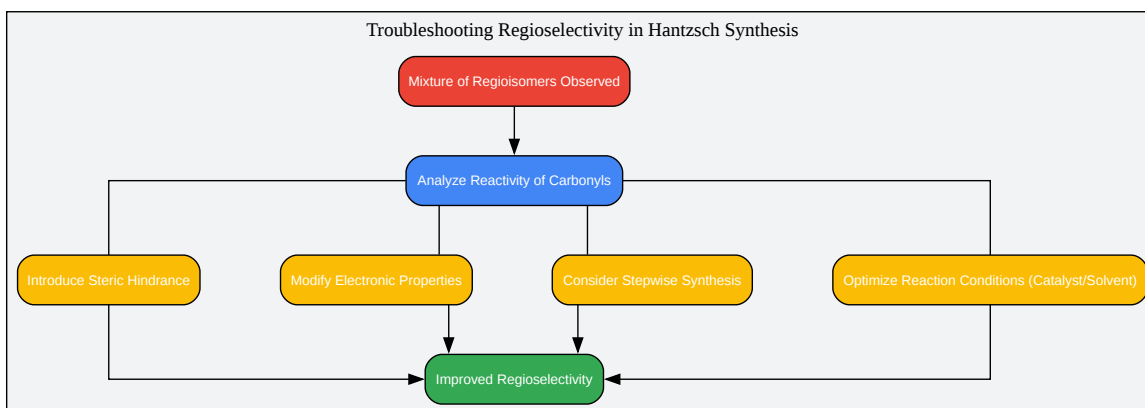 Troubleshooting Regioselectivity in Hantzsch Synthesis
Mixture of Regioisomers Observed
Analyze Reactivity of Carbonyls
Introduce Steric Hindrance
Modify Electronic Properties
Consider Stepwise Synthesis
Optimize Reaction Conditions (Catalyst/Solvent)
Improved Regioselectivity